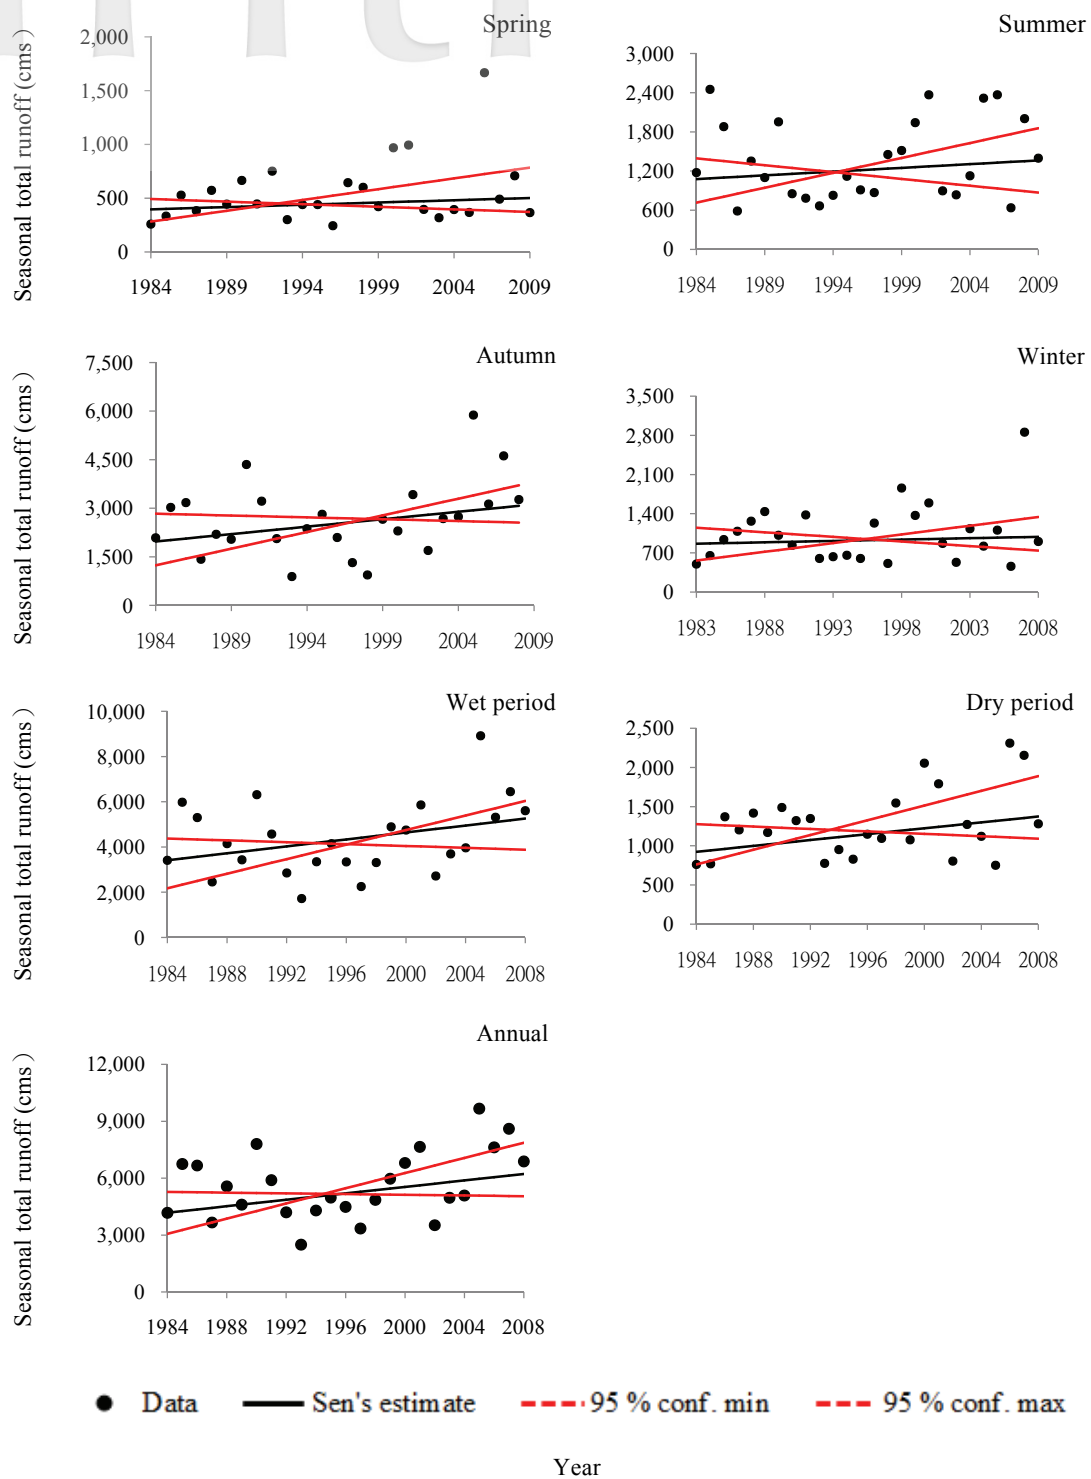 Spring
Seasonal total runoff (cms)
2,000
1,500
1,000
500
0
1984 1989 1994 1999 2004 2009
Summer
3,000
2,400
1,800
1,200
600
0
1984 1989 1994 1999 2004 2009
Autumn
Seasonal total runoff (cms)
7,500
6,000
4,500
3,000
1,500
0
1984 1989 1994 1999 2004 2009
Winter
3,500
2,800
2,100
1,400
700
0
1983 1988 1993 1998 2003 2008
Wet period
Seasonal total runoff (cms)
10,000
8,000
6,000
4,000
2,000
0
1984 1988 1992 1996 2000 2004 2008
Dry period
2,500
2,000
1,500
1,000
500
0
1984 1988 1992 1996 2000 2004 2008
Annual
Seasonal total runoff (cms)
12,000
9,000
6,000
3,000
0
1984 1988 1992 1996 2000 2004 2008
Data Sen's estimate 95 % conf. min 95 % conf. max
Year